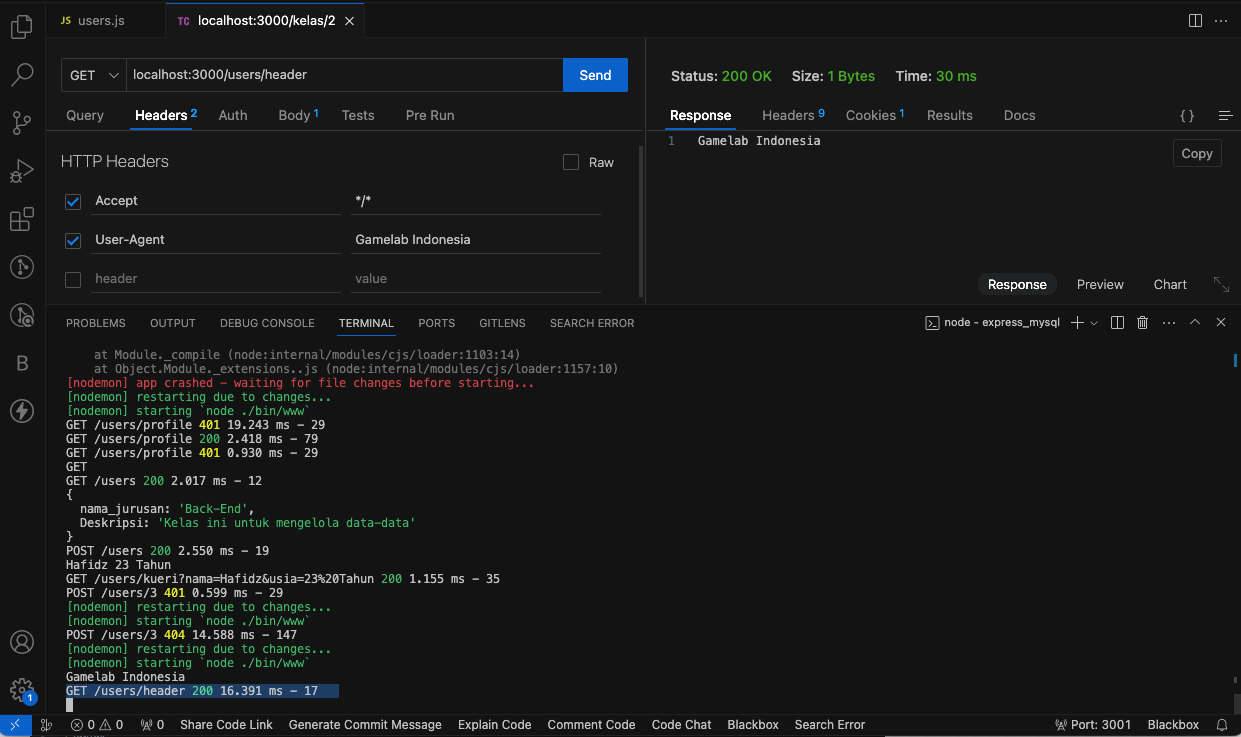 JS users.js
TC localhost:3000/kelas/2
GET localhost:3000/users/header Send
Query Headers 2 Auth Body 1 Tests Pre Run
HTTP Headers Raw
Accept */*
User-Agent Gamelab Indonesia
header value
Status: 200 OK Size: 1 Bytes Time: 30 ms
Response Headers 9 Cookies 1 Results Docs { }
1 Gamelab Indonesia
Copy
Response Preview Chart
PROBLEMS OUTPUT DEBUG CONSOLE TERMINAL PORTS GITLENS SEARCH ERROR node - express_mysql
at Module._compile (node:internal/modules/cjs/loader:1103:14)
at Object.Module._extensions..js (node:internal/modules/cjs/loader:1157:10)
[nodemon] app crashed - waiting for file changes before starting...
[nodemon] restarting due to changes...
[nodemon] starting `node ./bin/www`
GET /users/profile 401 19.243 ms - 29
GET /users/profile 200 2.418 ms - 79
GET /users/profile 401 0.930 ms - 29
GET
GET /users 200 2.017 ms - 12
{
nama_jurusan: 'Back-End',
Deskripsi: 'Kelas ini untuk mengelola data-data'
}
POST /users 200 2.550 ms - 19
Hafidz 23 Tahun
GET /users/kueri?nama=Hafidz&usia=23%20Tahun 200 1.155 ms - 35
POST /users/3 401 0.599 ms - 29
[nodemon] restarting due to changes...
[nodemon] starting `node ./bin/www`
POST /users/3 404 14.588 ms - 147
[nodemon] restarting due to changes...
[nodemon] starting `node ./bin/www`
Gamelab Indonesia
GET /users/header 200 16.391 ms - 17
B
1
0 0 0 Share Code Link Generate Commit Message Explain Code Comment Code Code Chat Blackbox Search Error Port: 3001 Blackbox